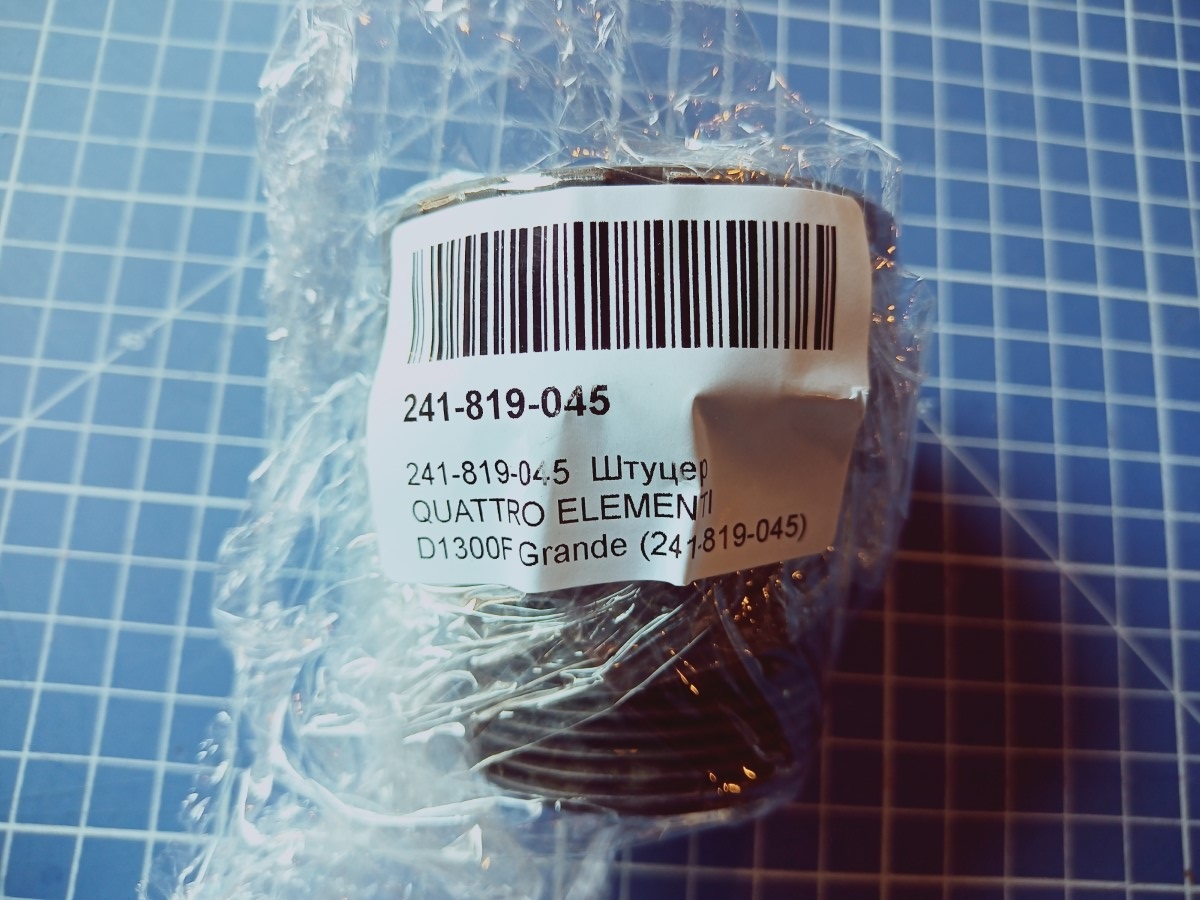 241-819-045
241-819-045 Штуцер
QUATTRO ELEMENTI
D1300F Grande (241-819-045)